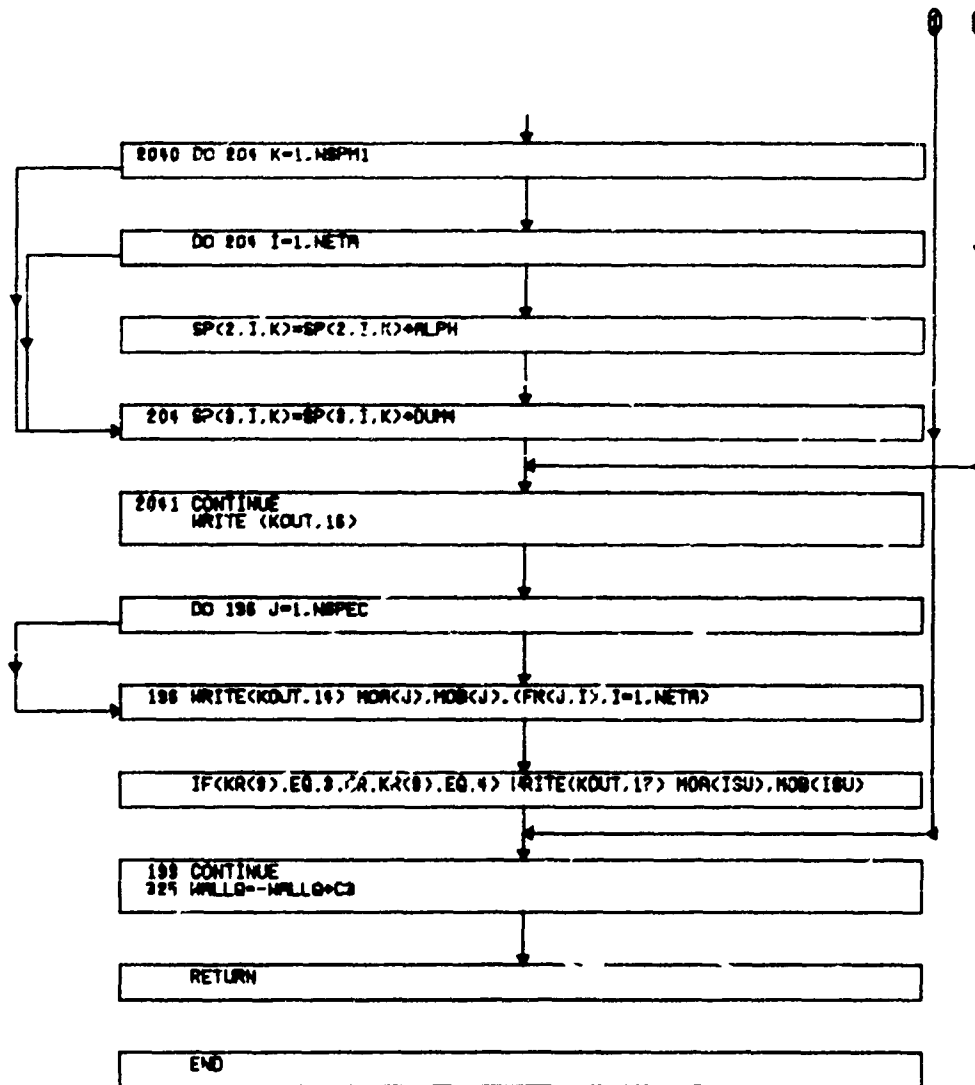 2040 DO 204 K=1,NSPM1
DO 204 I=1,NETA
SP(2,I,K)=SP(2,I,K)*ALPH
204 SP(3,I,K)=SP(3,I,K)*DUM4
2041 CONTINUE
WRITE (KOUT,16)
DO 196 J=1,NSPEC
196 WRITE(KOUT,14) MOA(J),MOB(J),(FR(J,I),I=1,NETA)
IF(KR(9).EQ.3.OR.KR(9).EQ.4) WRITE(KOUT,17) MOA(ISU),MOB(ISU)
199 CONTINUE
325 WALLQ=-WALLQ*C3
RETURN
END